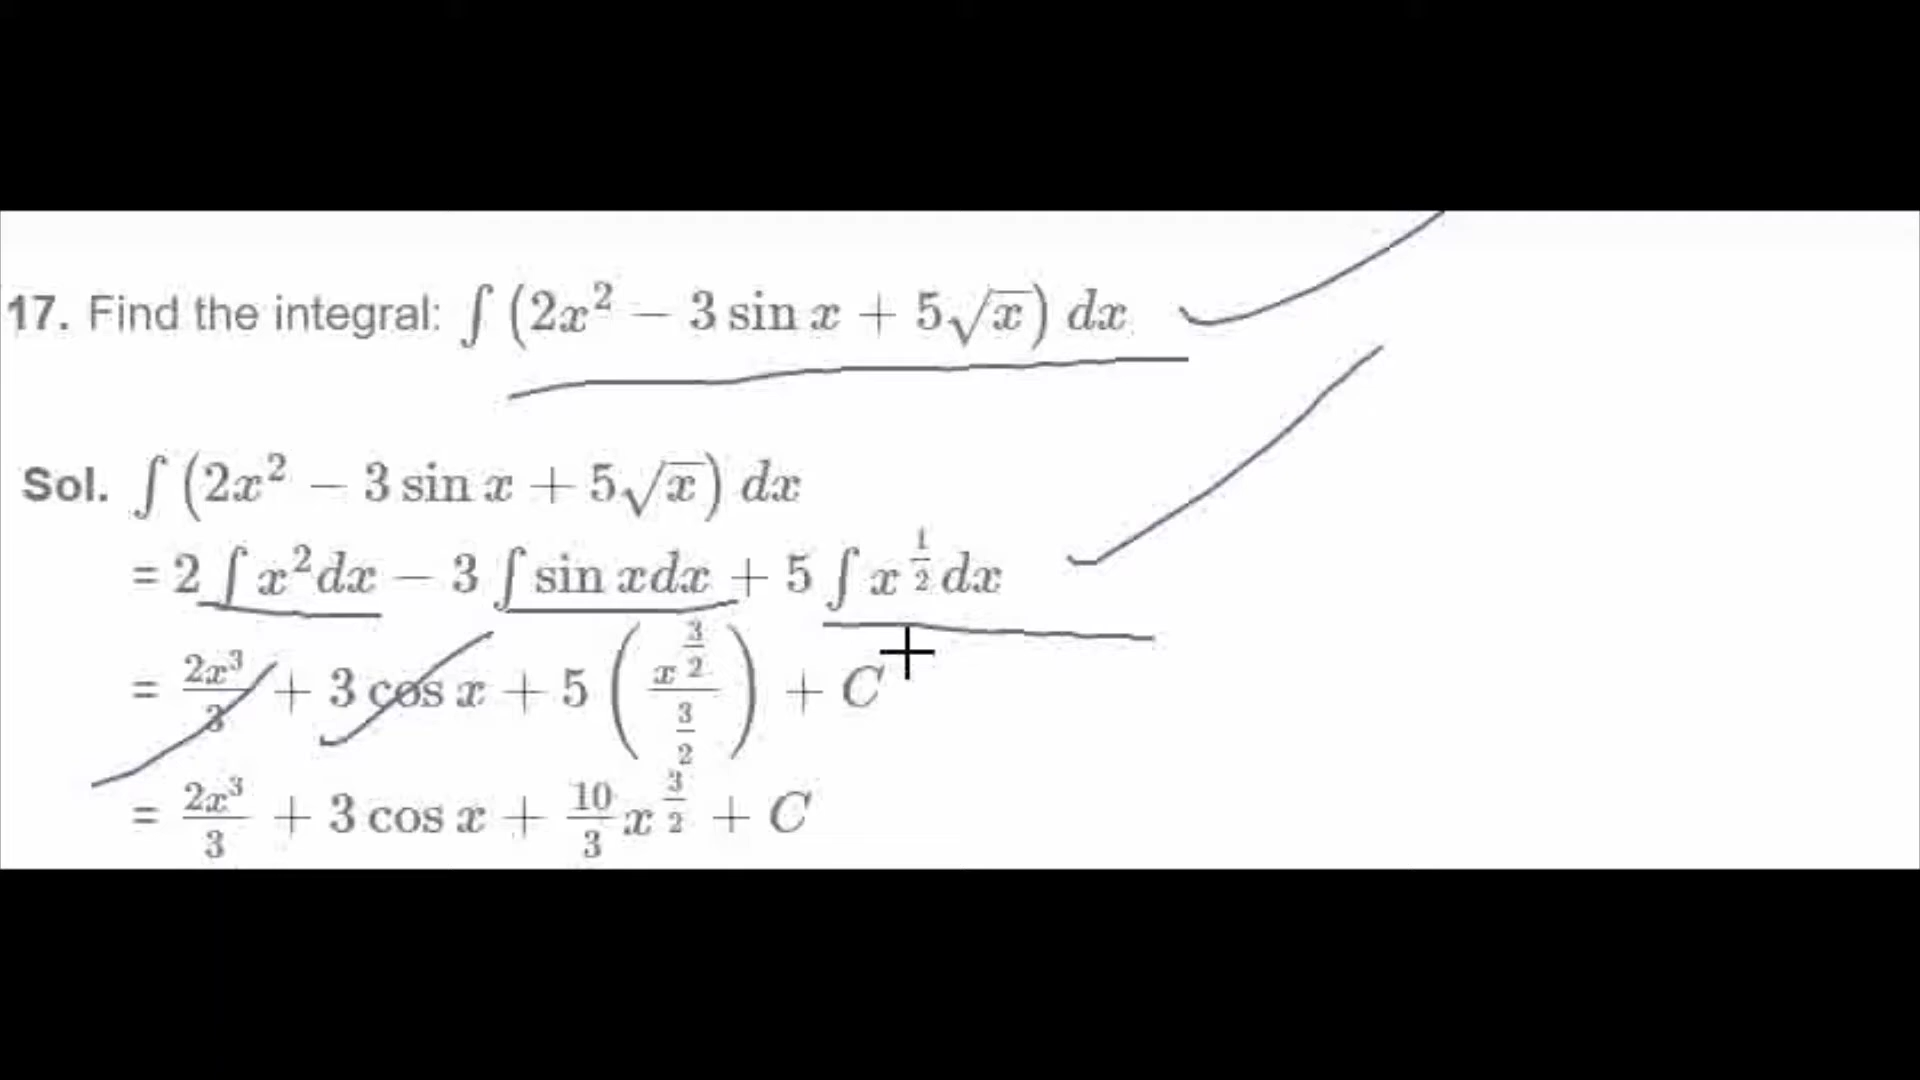 17. Find the integral: ∫ (2x² − 3 sin x + 5√x) dx
Sol. ∫ (2x² − 3 sin x + 5√x) dx
= 2 ∫ x²dx − 3 ∫ sin xdx + 5 ∫ x^(1/2) dx
= 2x³/3 + 3 cos x + 5 (x^(3/2) / (3/2)) + C
= 2x³/3 + 3 cos x + 10/3 x^(3/2) + C